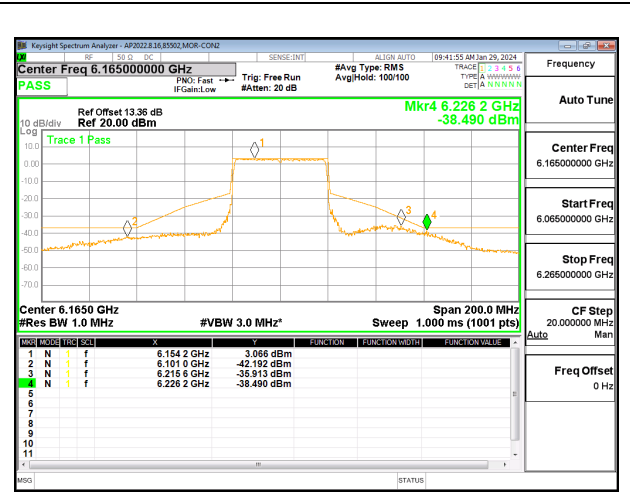 Keysight Spectrum Analyzer - AP2022.8.16,85502,MOR-CON2
RF 50 Ω DC SENSE:INT ALIGN AUTO 09:41:55 AM Jan 29, 2024
Center Freq 6.165000000 GHz
PASS
PNO: Fast
IFGain:Low
Trig: Free Run
#Atten: 20 dB
#Avg Type: RMS
Avg|Hold: 100/100
TRACE 1 2 3 4 5 6
TYPE A WWWWW
DET A N N N N N
Frequency
Ref Offset 13.36 dB
10 dB/div Ref 20.00 dBm
Mkr4 6.226 2 GHz
-38.490 dBm
Log
Trace 1 Pass
10.0
0.00
-10.0
-20.0
-30.0
-40.0
-50.0
-60.0
-70.0
1
2
3
4
Center 6.1650 GHz Span 200.0 MHz
#Res BW 1.0 MHz #VBW 3.0 MHz* Sweep 1.000 ms (1001 pts)
MKR MODE TRC SCL X Y FUNCTION FUNCTION WIDTH FUNCTION VALUE
1 N 1 f 6.154 2 GHz 3.066 dBm
2 N 1 f 6.101 0 GHz -42.192 dBm
3 N 1 f 6.215 6 GHz -35.913 dBm
4 N 1 f 6.226 2 GHz -38.490 dBm
5
6
7
8
9
10
11
MSG STATUS
Auto Tune
Center Freq
6.165000000 GHz
Start Freq
6.065000000 GHz
Stop Freq
6.265000000 GHz
CF Step
20.000000 MHz
Auto Man
Freq Offset
0 Hz